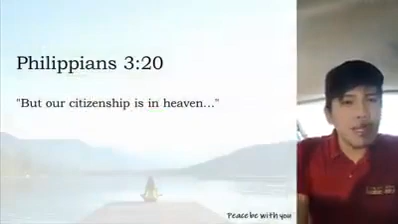 Philippians 3:20
"But our citizenship is in heaven..."
Peace be with you